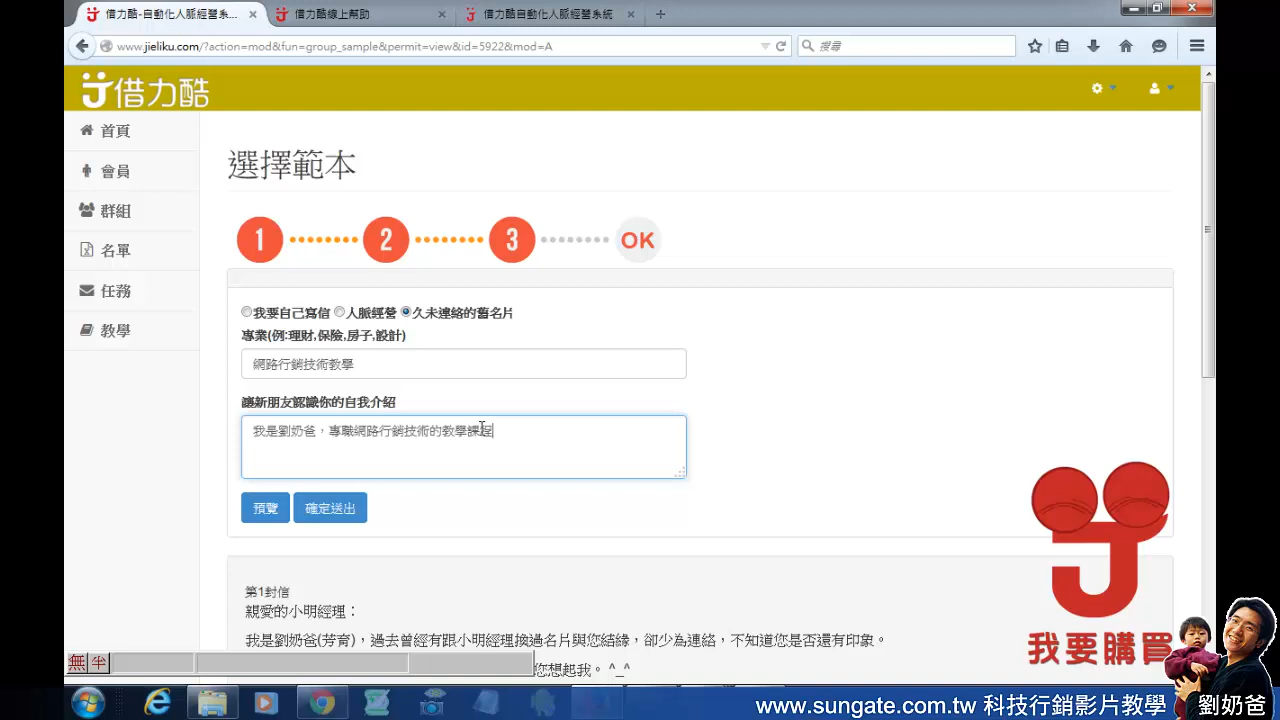 借力酷-自動化人脈經營系...
借力酷線上幫助
借力酷自動化人脈經營系統
www.jieliku.com/?action=mod&fun=group_sample&permit=view&id=5922&mod=A
搜尋
借力酷
首頁
會員
群組
名單
任務
教學
選擇範本
1 2 3 OK
我要自己寫信 人脈經營 久未連絡的舊名片
專業(例:理財,保險,房子,設計)
網路行銷技術教學
讓新朋友認識你的自我介紹
我是劉奶爸，專職網路行銷技術的教學課程
預覽 確定送出
第1封信
親愛的小明經理：
我是劉奶爸(芳育)，過去曾經有跟小明經理換過名片與您結緣，卻少為連絡，不知道您是否還有印象。
您想起我。^_^
我要購買
無 半
www.sungate.com.tw 科技行銷影片教學
劉奶爸